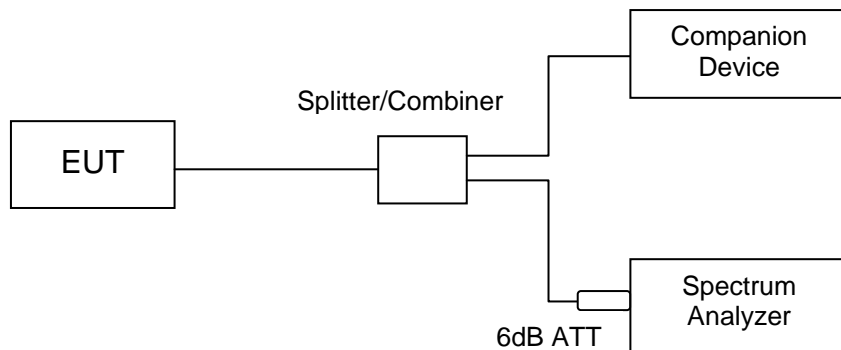 Companion
Device
Splitter/Combiner
EUT
Spectrum
Analyzer
6dB ATT